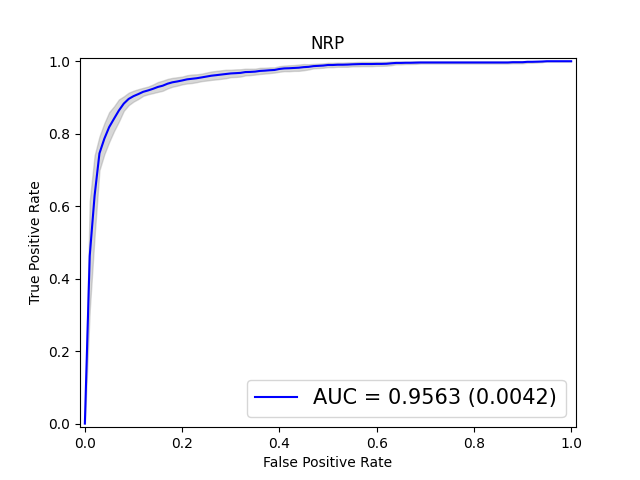 NRP
1.0
0.8
0.6
0.4
0.2
0.0
True Positive Rate
AUC = 0.9563 (0.0042)
0.0 0.2 0.4 0.6 0.8 1.0
False Positive Rate